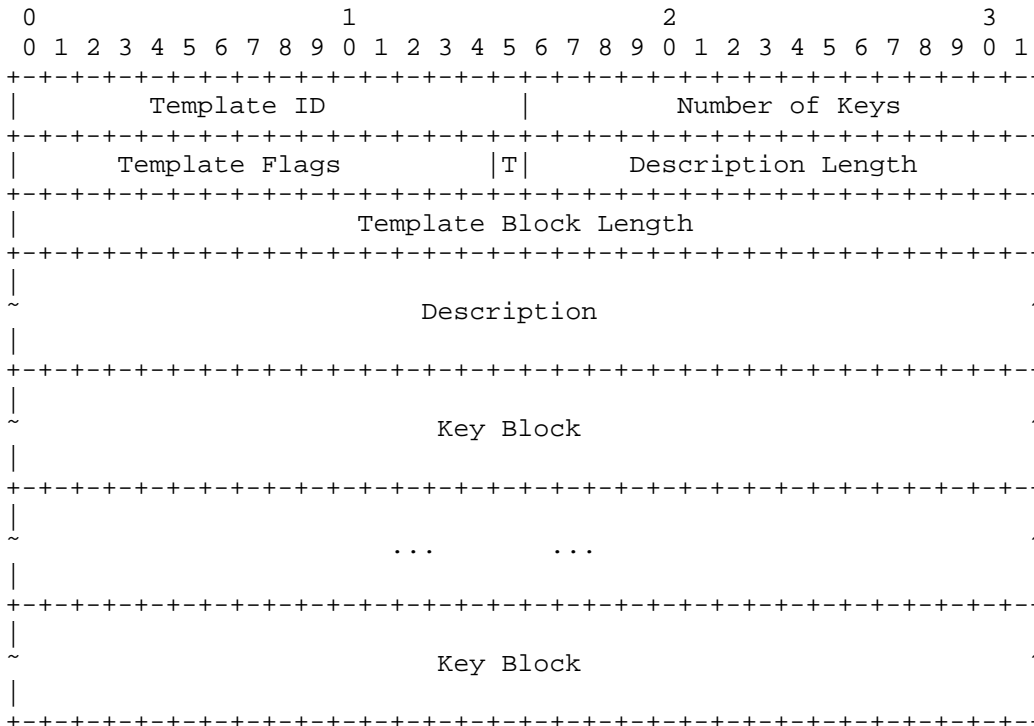 0                   1                   2                   3
 0 1 2 3 4 5 6 7 8 9 0 1 2 3 4 5 6 7 8 9 0 1 2 3 4 5 6 7 8 9 0 1
+-+-+-+-+-+-+-+-+-+-+-+-+-+-+-+-+-+-+-+-+-+-+-+-+-+-+-+-+-+-+-+-
|        Template ID            |         Number of Keys
+-+-+-+-+-+-+-+-+-+-+-+-+-+-+-+-+-+-+-+-+-+-+-+-+-+-+-+-+-+-+-+-
|      Template Flags         |T|      Description Length
+-+-+-+-+-+-+-+-+-+-+-+-+-+-+-+-+-+-+-+-+-+-+-+-+-+-+-+-+-+-+-+-
|                     Template Block Length
+-+-+-+-+-+-+-+-+-+-+-+-+-+-+-+-+-+-+-+-+-+-+-+-+-+-+-+-+-+-+-+-
|
~                         Description                           ~
|
+-+-+-+-+-+-+-+-+-+-+-+-+-+-+-+-+-+-+-+-+-+-+-+-+-+-+-+-+-+-+-+-
|
~                          Key Block                            ~
|
+-+-+-+-+-+-+-+-+-+-+-+-+-+-+-+-+-+-+-+-+-+-+-+-+-+-+-+-+-+-+-+-
|
~                       ...       ...                           ~
|
+-+-+-+-+-+-+-+-+-+-+-+-+-+-+-+-+-+-+-+-+-+-+-+-+-+-+-+-+-+-+-+-
|
~                          Key Block                            ~
|
+-+-+-+-+-+-+-+-+-+-+-+-+-+-+-+-+-+-+-+-+-+-+-+-+-+-+-+-+-+-+-+-